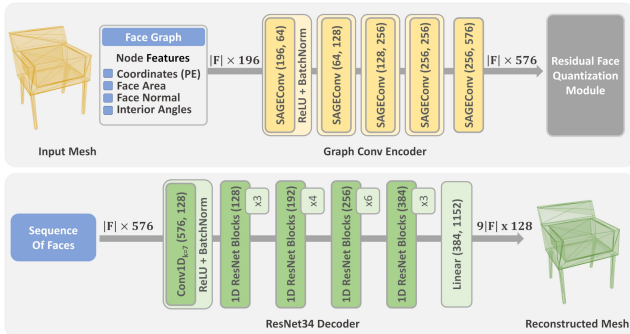 Face Graph
Node Features
Coordinates (PE)
Face Area
Face Normal
Interior Angles
Input Mesh
|F| × 196
SAGEConv (196, 64)
ReLU + BatchNorm
SAGEConv (64, 128)
SAGEConv (128, 256)
SAGEConv (256, 256)
SAGEConv (256, 576)
Graph Conv Encoder
|F| × 576
Residual Face
Quantization
Module
Sequence
Of Faces
|F| × 576
Conv1Dₖ₌₇ (576, 128)
ReLU + BatchNorm
1D ResNet Blocks (128)
x3
1D ResNet Blocks (192)
x4
1D ResNet Blocks (256)
x6
1D ResNet Blocks (384)
x3
Linear (384, 1152)
9|F| x 128
ResNet34 Decoder
Reconstructed Mesh